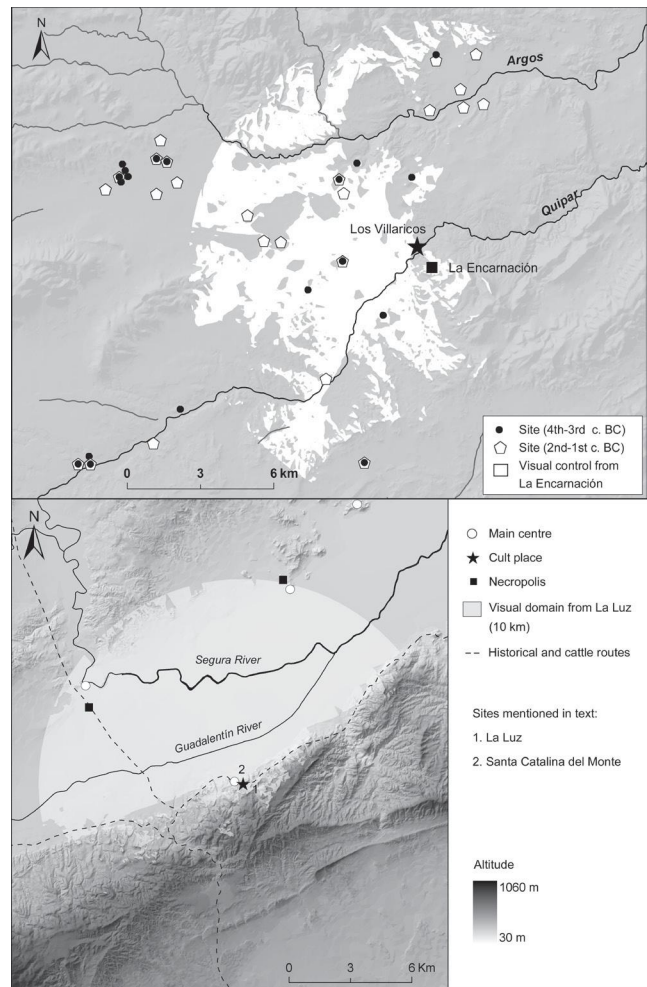 N
Argos
Quipar
Los Villaricos
La Encarnación
Site (4th-3rd c. BC)
Site (2nd-1st c. BC)
Visual control from
La Encarnación
0 3 6 km
N
Segura River
Guadalentín River
2
1
0 3 6 Km
Main centre
Cult place
Necropolis
Visual domain from La Luz
(10 km)
Historical and cattle routes
Sites mentioned in text:
1. La Luz
2. Santa Catalina del Monte
Altitude
1060 m
30 m